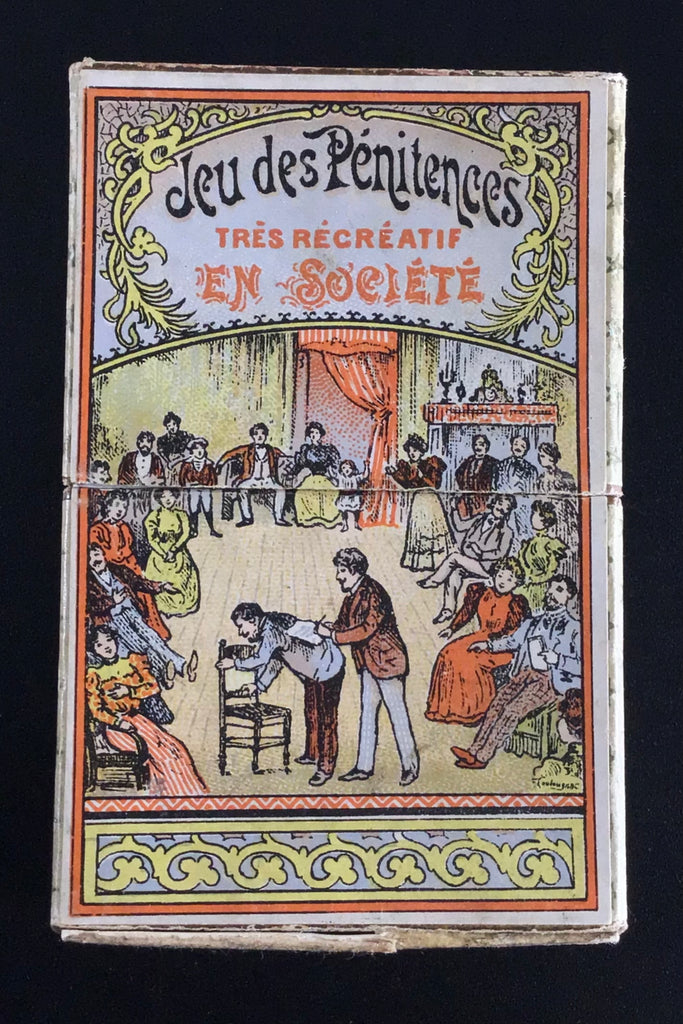 Jeu des Pénitences
TRÈS RÉCRÉATIF
EN SOCIÉTÉ